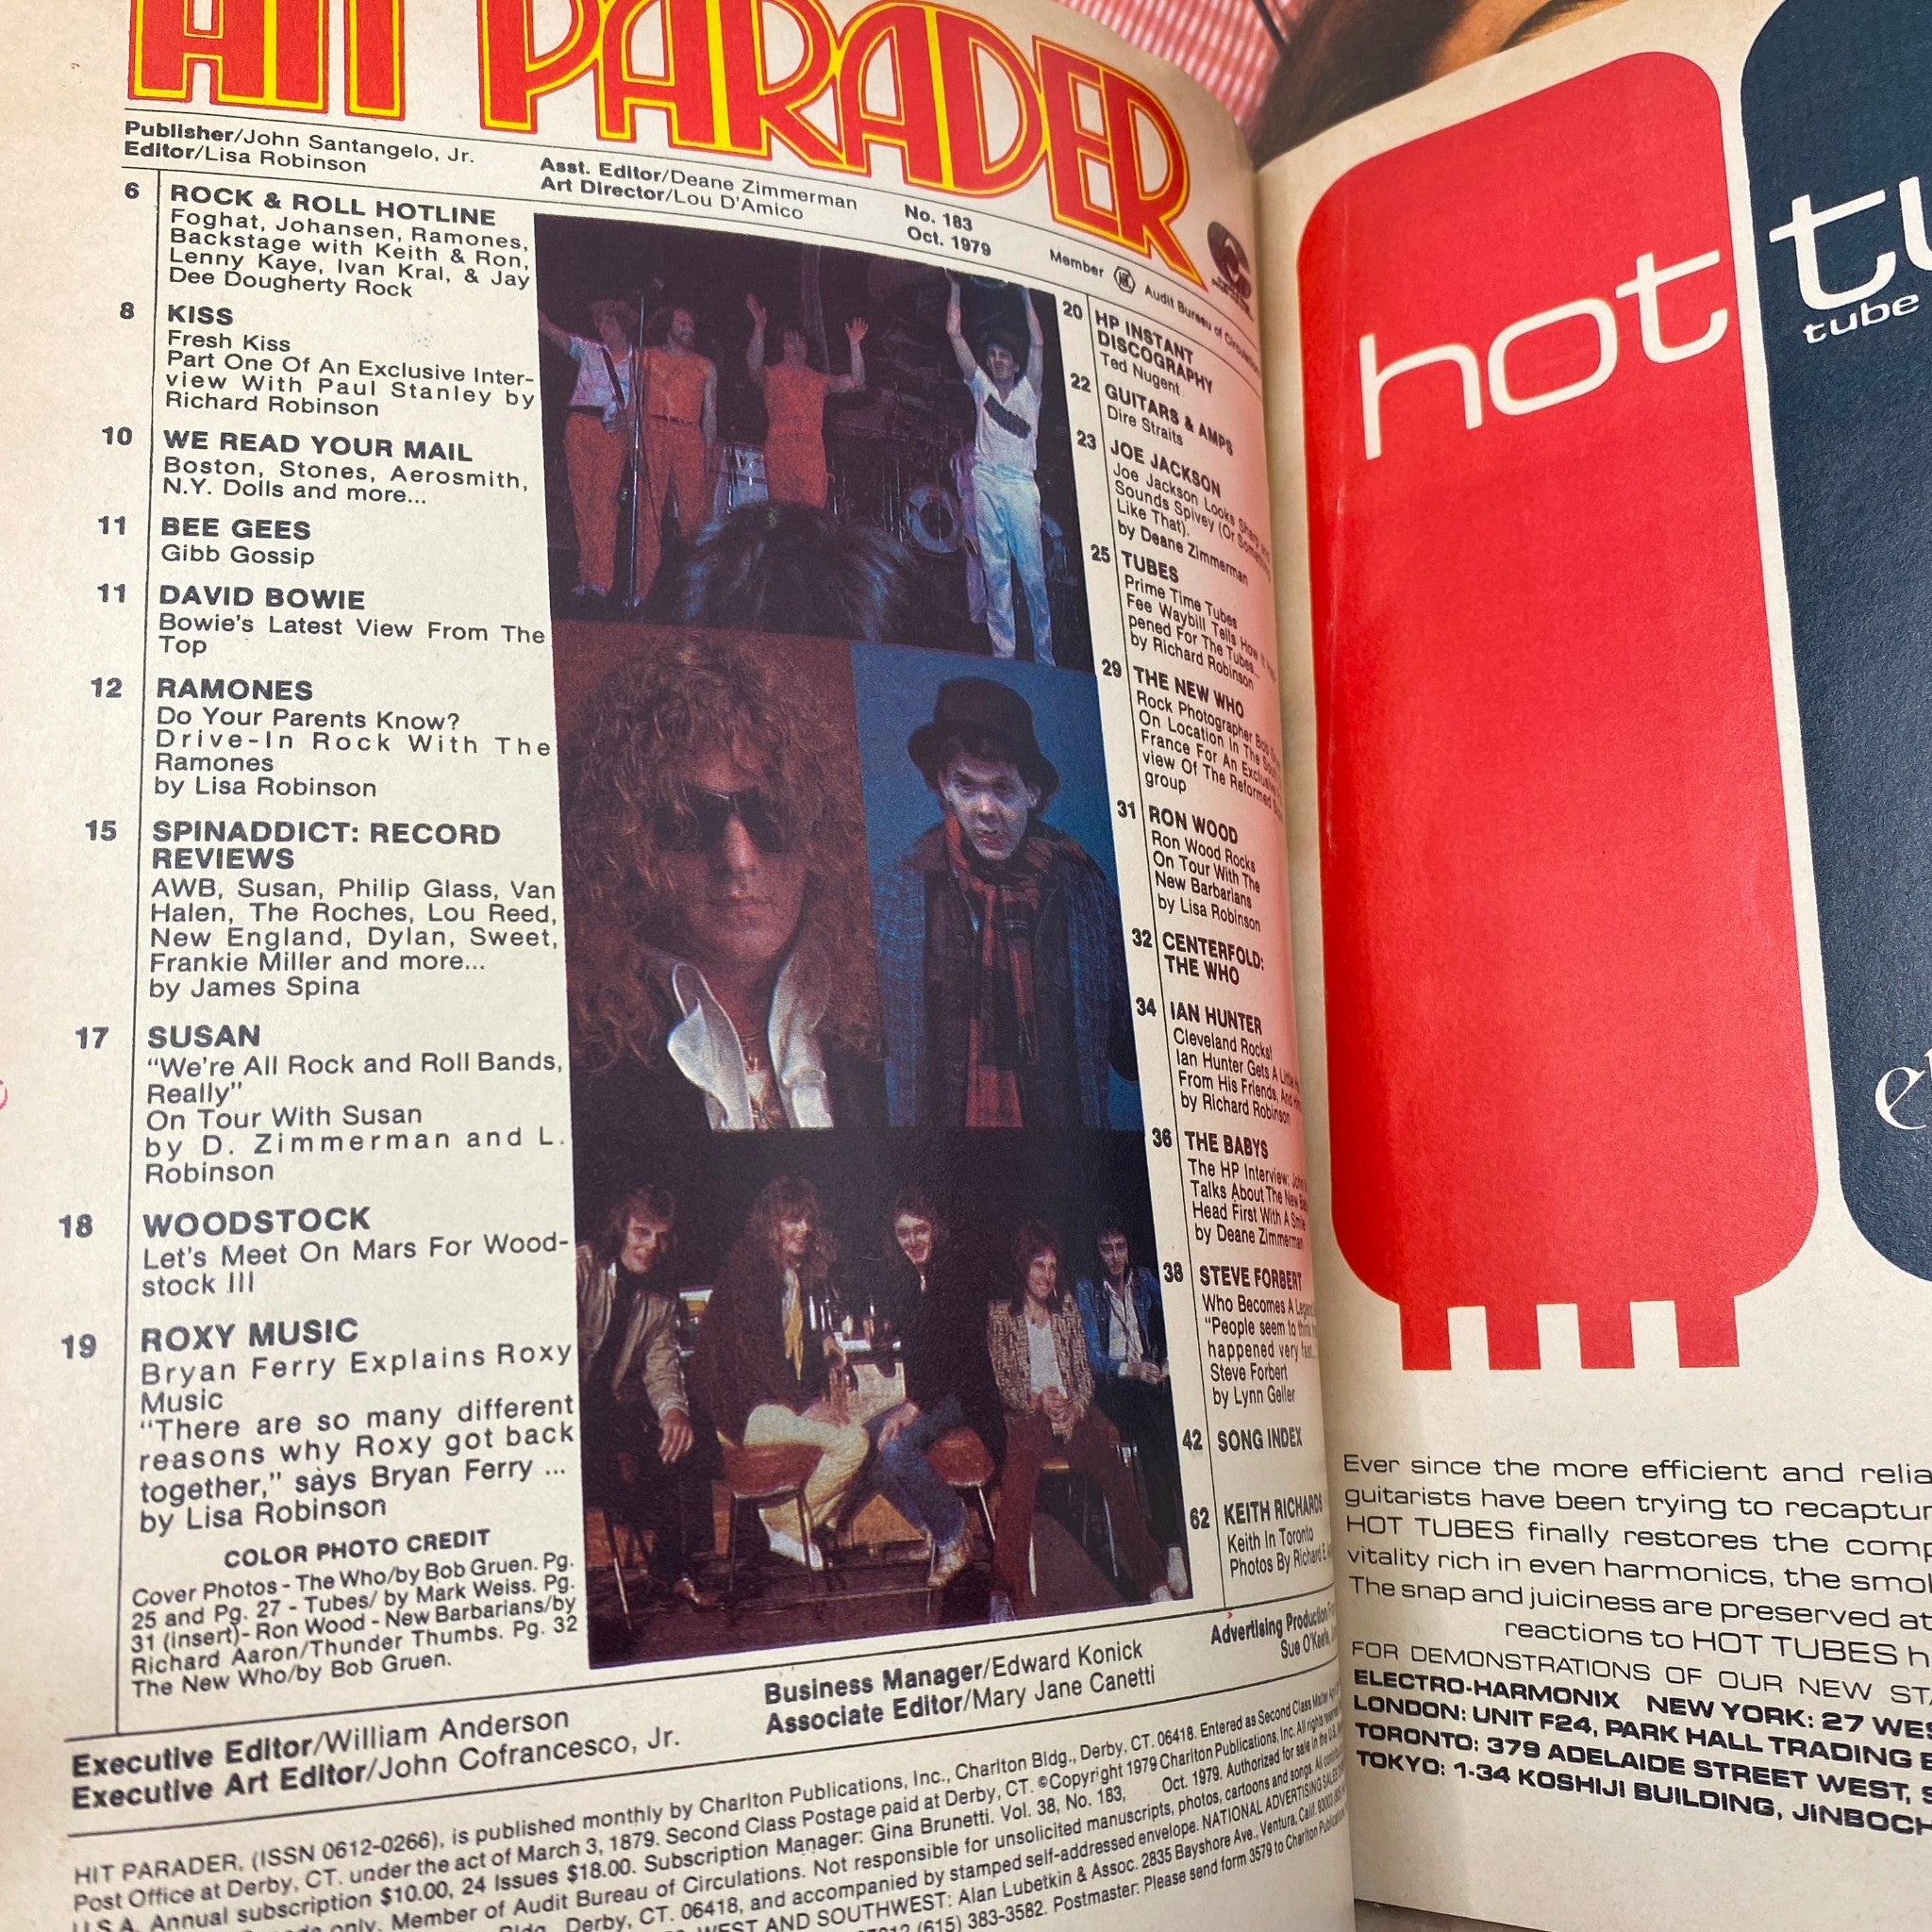 HIT PARADER
Publisher/John Santangelo, Jr.
Editor/Lisa Robinson
Asst. Editor/Deane Zimmerman
Art Director/Lou D'Amico
No. 183
Oct. 1979
Member
Audit Bureau of
6
ROCK & ROLL HOTLINE
Foghat, Johansen, Ramones,
Backstage with Keith & Ron,
Lenny Kaye, Ivan Kral, & Jay
Dee Dougherty Rock
8
KISS
Fresh Kiss
Part One Of An Exclusive Inter-
view With Paul Stanley by
Richard Robinson
10
WE READ YOUR MAIL
Boston, Stones, Aerosmith,
N.Y. Dolls and more...
11
BEE GEES
Gibb Gossip
11
DAVID BOWIE
Bowie's Latest View From The
Top
12
RAMONES
Do Your Parents Know?
Drive-In Rock With The
Ramones
by Lisa Robinson
15
SPINADDICT: RECORD
REVIEWS
AWB, Susan, Philip Glass, Van
Halen, The Roches, Lou Reed,
New England, Dylan, Sweet,
Frankie Miller and more...
by James Spina
17
SUSAN
“We're All Rock and Roll Bands,
Really”
On Tour With Susan
by D. Zimmerman and L.
Robinson
18
WOODSTOCK
Let's Meet On Mars For Wood-
stock III
19
ROXY MUSIC
Bryan Ferry Explains Roxy
Music
“There are so many different
reasons why Roxy got back
together,” says Bryan Ferry ...
by Lisa Robinson
COLOR PHOTO CREDIT
Cover Photos - The Who/by Bob Gruen. Pg.
25 and Pg. 27 - Tubes/ by Mark Weiss. Pg.
31 (insert)- Ron Wood - New Barbarians/by
Richard Aaron/Thunder Thumbs. Pg. 32
The New Who/by Bob Gruen.
20
HP INSTANT
DISCOGRAPHY
Ted Nugent
22
GUITARS & AMPS
Dire Straits
23
JOE JACKSON
Joe Jackson Looks
Sounds Spivey (Or
Like That).
by Deane Zimmerman
25
TUBES
Prime Time Tubes
Fee Waybill Tells How
pened For The Tubes...
by Richard Robinson
29
THE NEW WHO
Rock Photographer Bob
On Location In The
France For An Exclusive
view Of The Reformed
group
31
RON WOOD
Ron Wood Rocks
On Tour With The
New Barbarians
by Lisa Robinson
32
CENTERFOLD:
THE WHO
34
IAN HUNTER
Cleveland Rocks!
Ian Hunter Gets A
From His Friends, And
by Richard Robinson
36
THE BABYS
The HP Interview:
Talks About The New
Head First With A
by Deane Zimmerman
38
STEVE FORBERT
Who Becomes A
“People seem to
happened very fast...
Steve Forbert
by Lynn Geller
42
SONG INDEX
62
KEITH RICHARDS
Keith In Toronto
Photos By Richard E.
Executive Editor/William Anderson
Executive Art Editor/John Cofrancesco, Jr.
Business Manager/Edward Konick
Associate Editor/Mary Jane Canetti
Advertising Production
Sue O'Keefe,
HIT PARADER, (ISSN 0612-0266), is published monthly by Charlton Publications, Inc., Charlton Bldg., Derby, CT. 06418. Entered as Second Class Matter
Post Office at Derby, CT. under the act of March 3, 1879. Second Class Postage paid at Derby, CT. ©Copyright 1979 Charlton Publications, Inc. All rights
U.S.A. Annual subscription $10.00, 24 Issues $18.00. Subscription Manager: Gina Brunetti. Vol. 38, No. 183, Oct. 1979. Authorized for sale in the U.S.
only. Member of Audit Bureau of Circulations. Not responsible for unsolicited manuscripts, photos, cartoons and songs. All
Bldg., Derby, CT. 06418, and accompanied by stamped self-addressed envelope. NATIONAL ADVERTISING
WEST AND SOUTHWEST: Alan Lubetkin & Assoc. 2835 Bayshore Ave., Ventura, Calif.
(615) 383-3582. Postmaster: Please send form 3579 to Charlton
hot
tube
Ever since the more efficient and
guitarists have been trying to
HOT TUBES finally restores the
vitality rich in even harmonics, the
The snap and juiciness are preserved
reactions to HOT TUBES
FOR DEMONSTRATIONS OF OUR NEW
ELECTRO-HARMONIX NEW YORK: 27
LONDON: UNIT F24, PARK HALL TRADING
TORONTO: 379 ADELAIDE STREET WEST,
TOKYO: 1-34 KOSHIJI BUILDING,